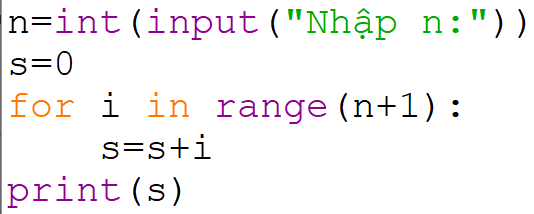 n=int(input("Nhập n:"))
s=0
for i in range(n+1):
    s=s+i
print(s)